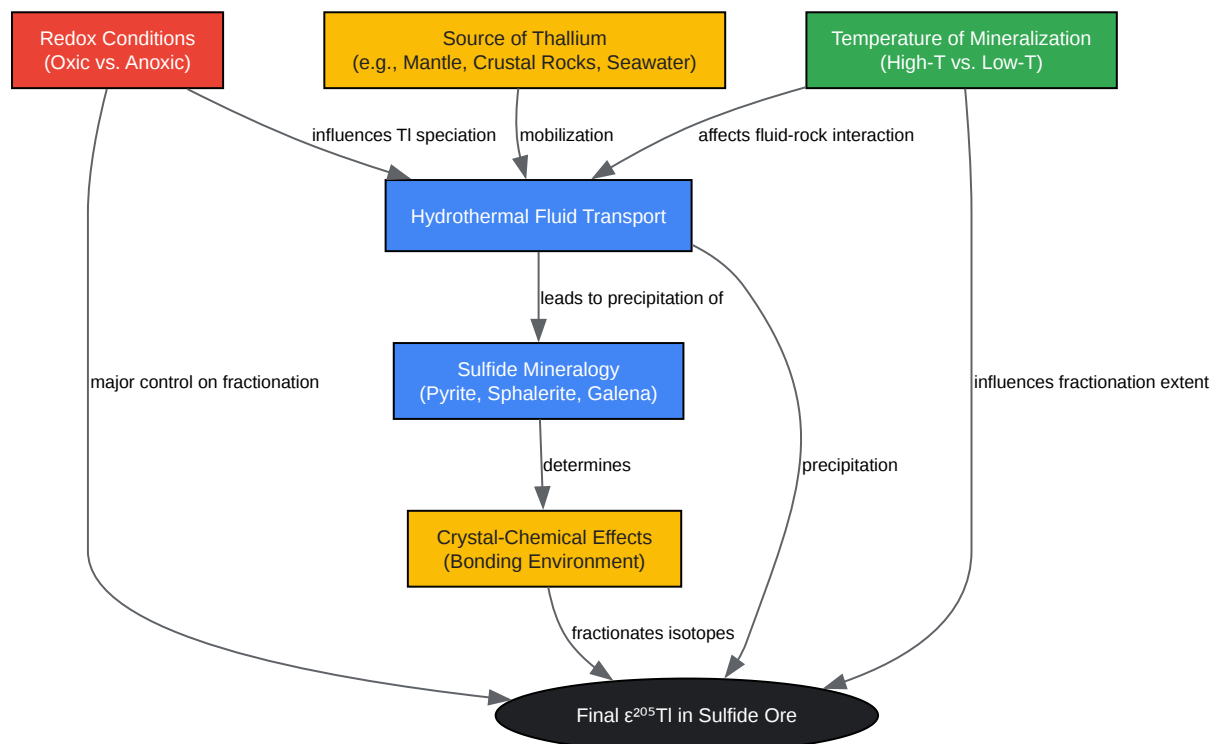 Redox Conditions
(Oxic vs. Anoxic)
Source of Thallium
(e.g., Mantle, Crustal Rocks, Seawater)
Temperature of Mineralization
(High-T vs. Low-T)
influences Tl speciation
mobilization
affects fluid-rock interaction
Hydrothermal Fluid Transport
leads to precipitation of
Sulfide Mineralogy
(Pyrite, Sphalerite, Galena)
major control on fractionation
influences fractionation extent
determines
precipitation
Crystal-Chemical Effects
(Bonding Environment)
fractionates isotopes
Final ε²⁰⁵Tl in Sulfide Ore